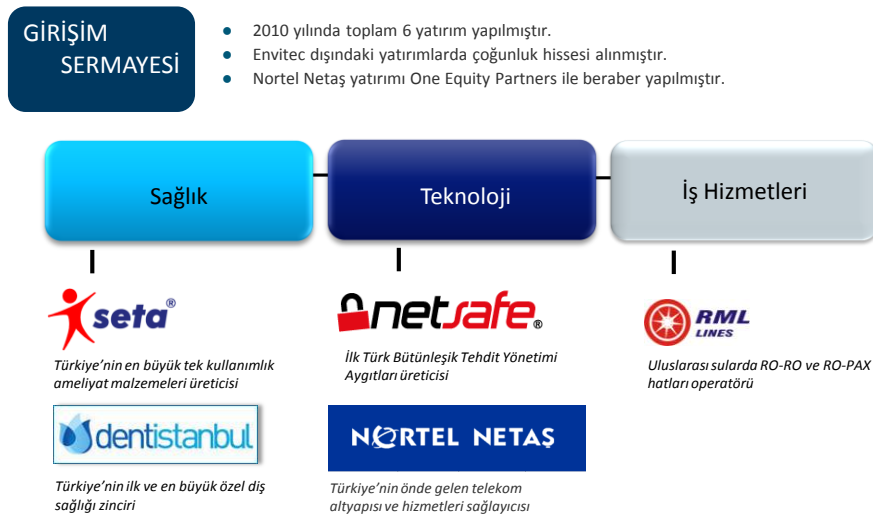 GİRİŞİM
SERMAYESİ
● 2010 yılında toplam 6 yatırım yapılmıştır.
● Envitec dışındaki yatırımlarda çoğunluk hissesi alınmıştır.
● Nortel Netaş yatırımı One Equity Partners ile beraber yapılmıştır.
Sağlık
Teknoloji
İş Hizmetleri
seta®
Türkiye'nin en büyük tek kullanımlık
ameliyat malzemeleri üreticisi
dentistanbul
Türkiye'nin ilk ve en büyük özel diş
sağlığı zinciri
netsafe®
İlk Türk Bütünleşik Tehdit Yönetimi
Aygıtları üreticisi
NORTEL NETAŞ
Türkiye'nin önde gelen telekom
altyapısı ve hizmetleri sağlayıcısı
RML
LINES
Uluslarası sularda RO-RO ve RO-PAX
hatları operatörü